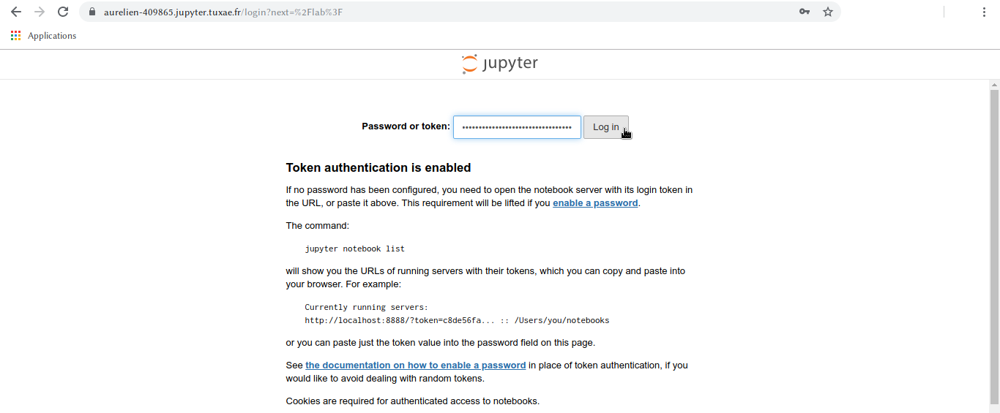 aurelien-409865.jupyter.tuxae.fr/login?next=%2Flab%3F
Applications
jupyter
Password or token: ••••••••••••••••••••••••••••••••• Log in
Token authentication is enabled
If no password has been configured, you need to open the notebook server with its login token in
the URL, or paste it above. This requirement will be lifted if you enable a password.
The command:
jupyter notebook list
will show you the URLs of running servers with their tokens, which you can copy and paste into
your browser. For example:
Currently running servers:
http://localhost:8888/?token=c8de56fa... :: /Users/you/notebooks
or you can paste just the token value into the password field on this page.
See the documentation on how to enable a password in place of token authentication, if you
would like to avoid dealing with random tokens.
Cookies are required for authenticated access to notebooks.